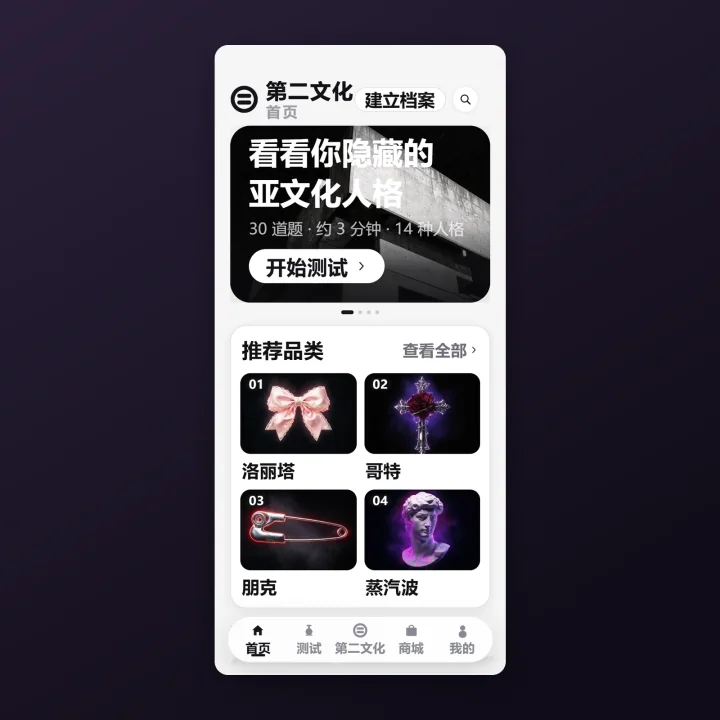 第二文化
首页
建立档案
看看你隐藏的
亚文化人格
30 道题 · 约 3 分钟 · 14 种人格
开始测试 ›
推荐品类
查看全部 ›
01
02
洛丽塔
哥特
03
04
朋克
蒸汽波
首页
测试
第二文化
商城
我的